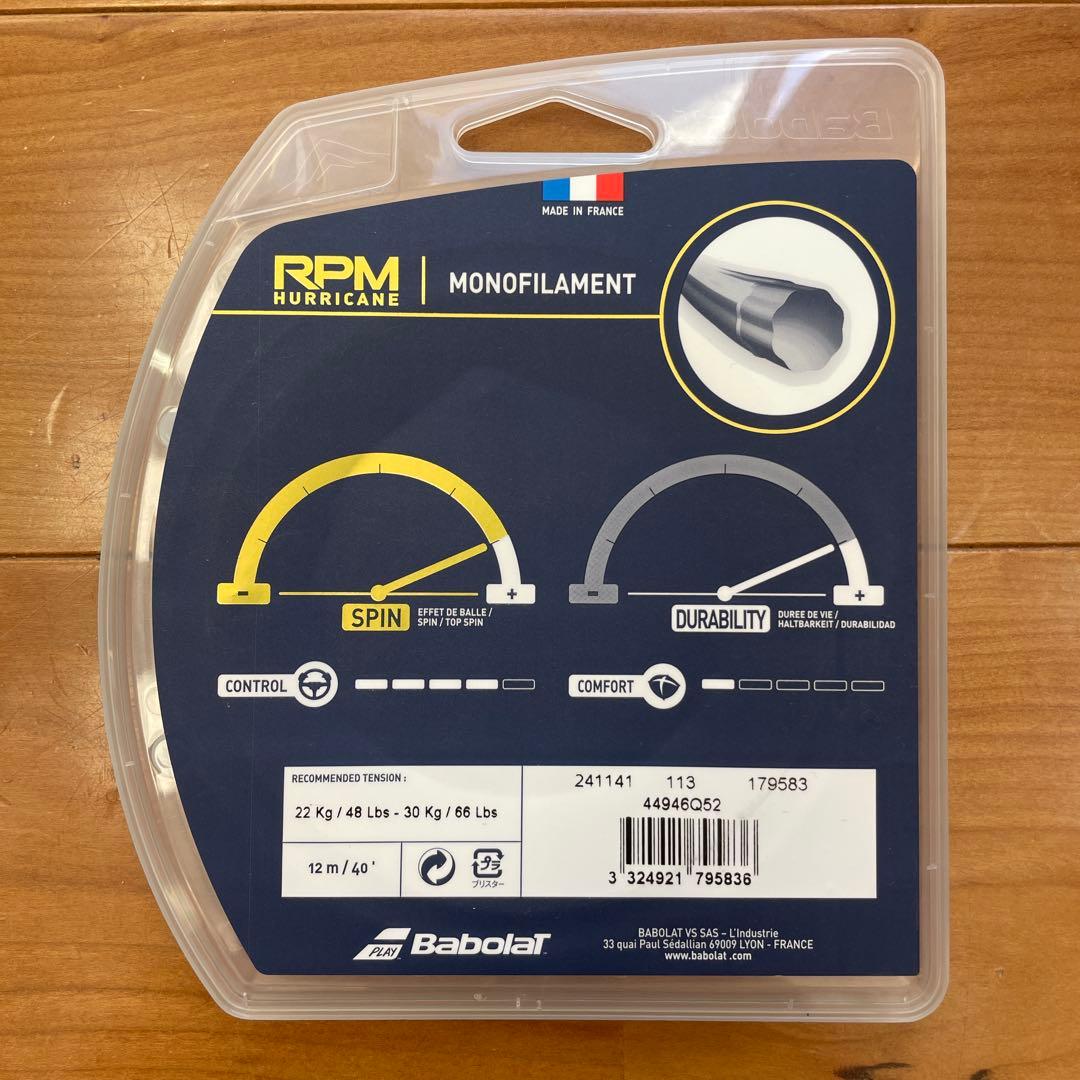 Babolat
MADE IN FRANCE
RPM
HURRICANE
MONOFILAMENT
-
+
SPIN
EFFET DE BALLE /
SPIN / TOP SPIN
-
+
DURABILITY
DUREE DE VIE /
HALTBARKEIT / DURABILIDAD
CONTROL
COMFORT
RECOMMENDED TENSION :
22 Kg / 48 Lbs - 30 Kg / 66 Lbs
12 m / 40 '
プラ
ブリスター
241141 113 179583
44946Q52
3 324921 795836
PLAY
Babolat
BABOLAT VS SAS – L'Industrie
33 quai Paul Sédallian 69009 LYON - FRANCE
www.babolat .com